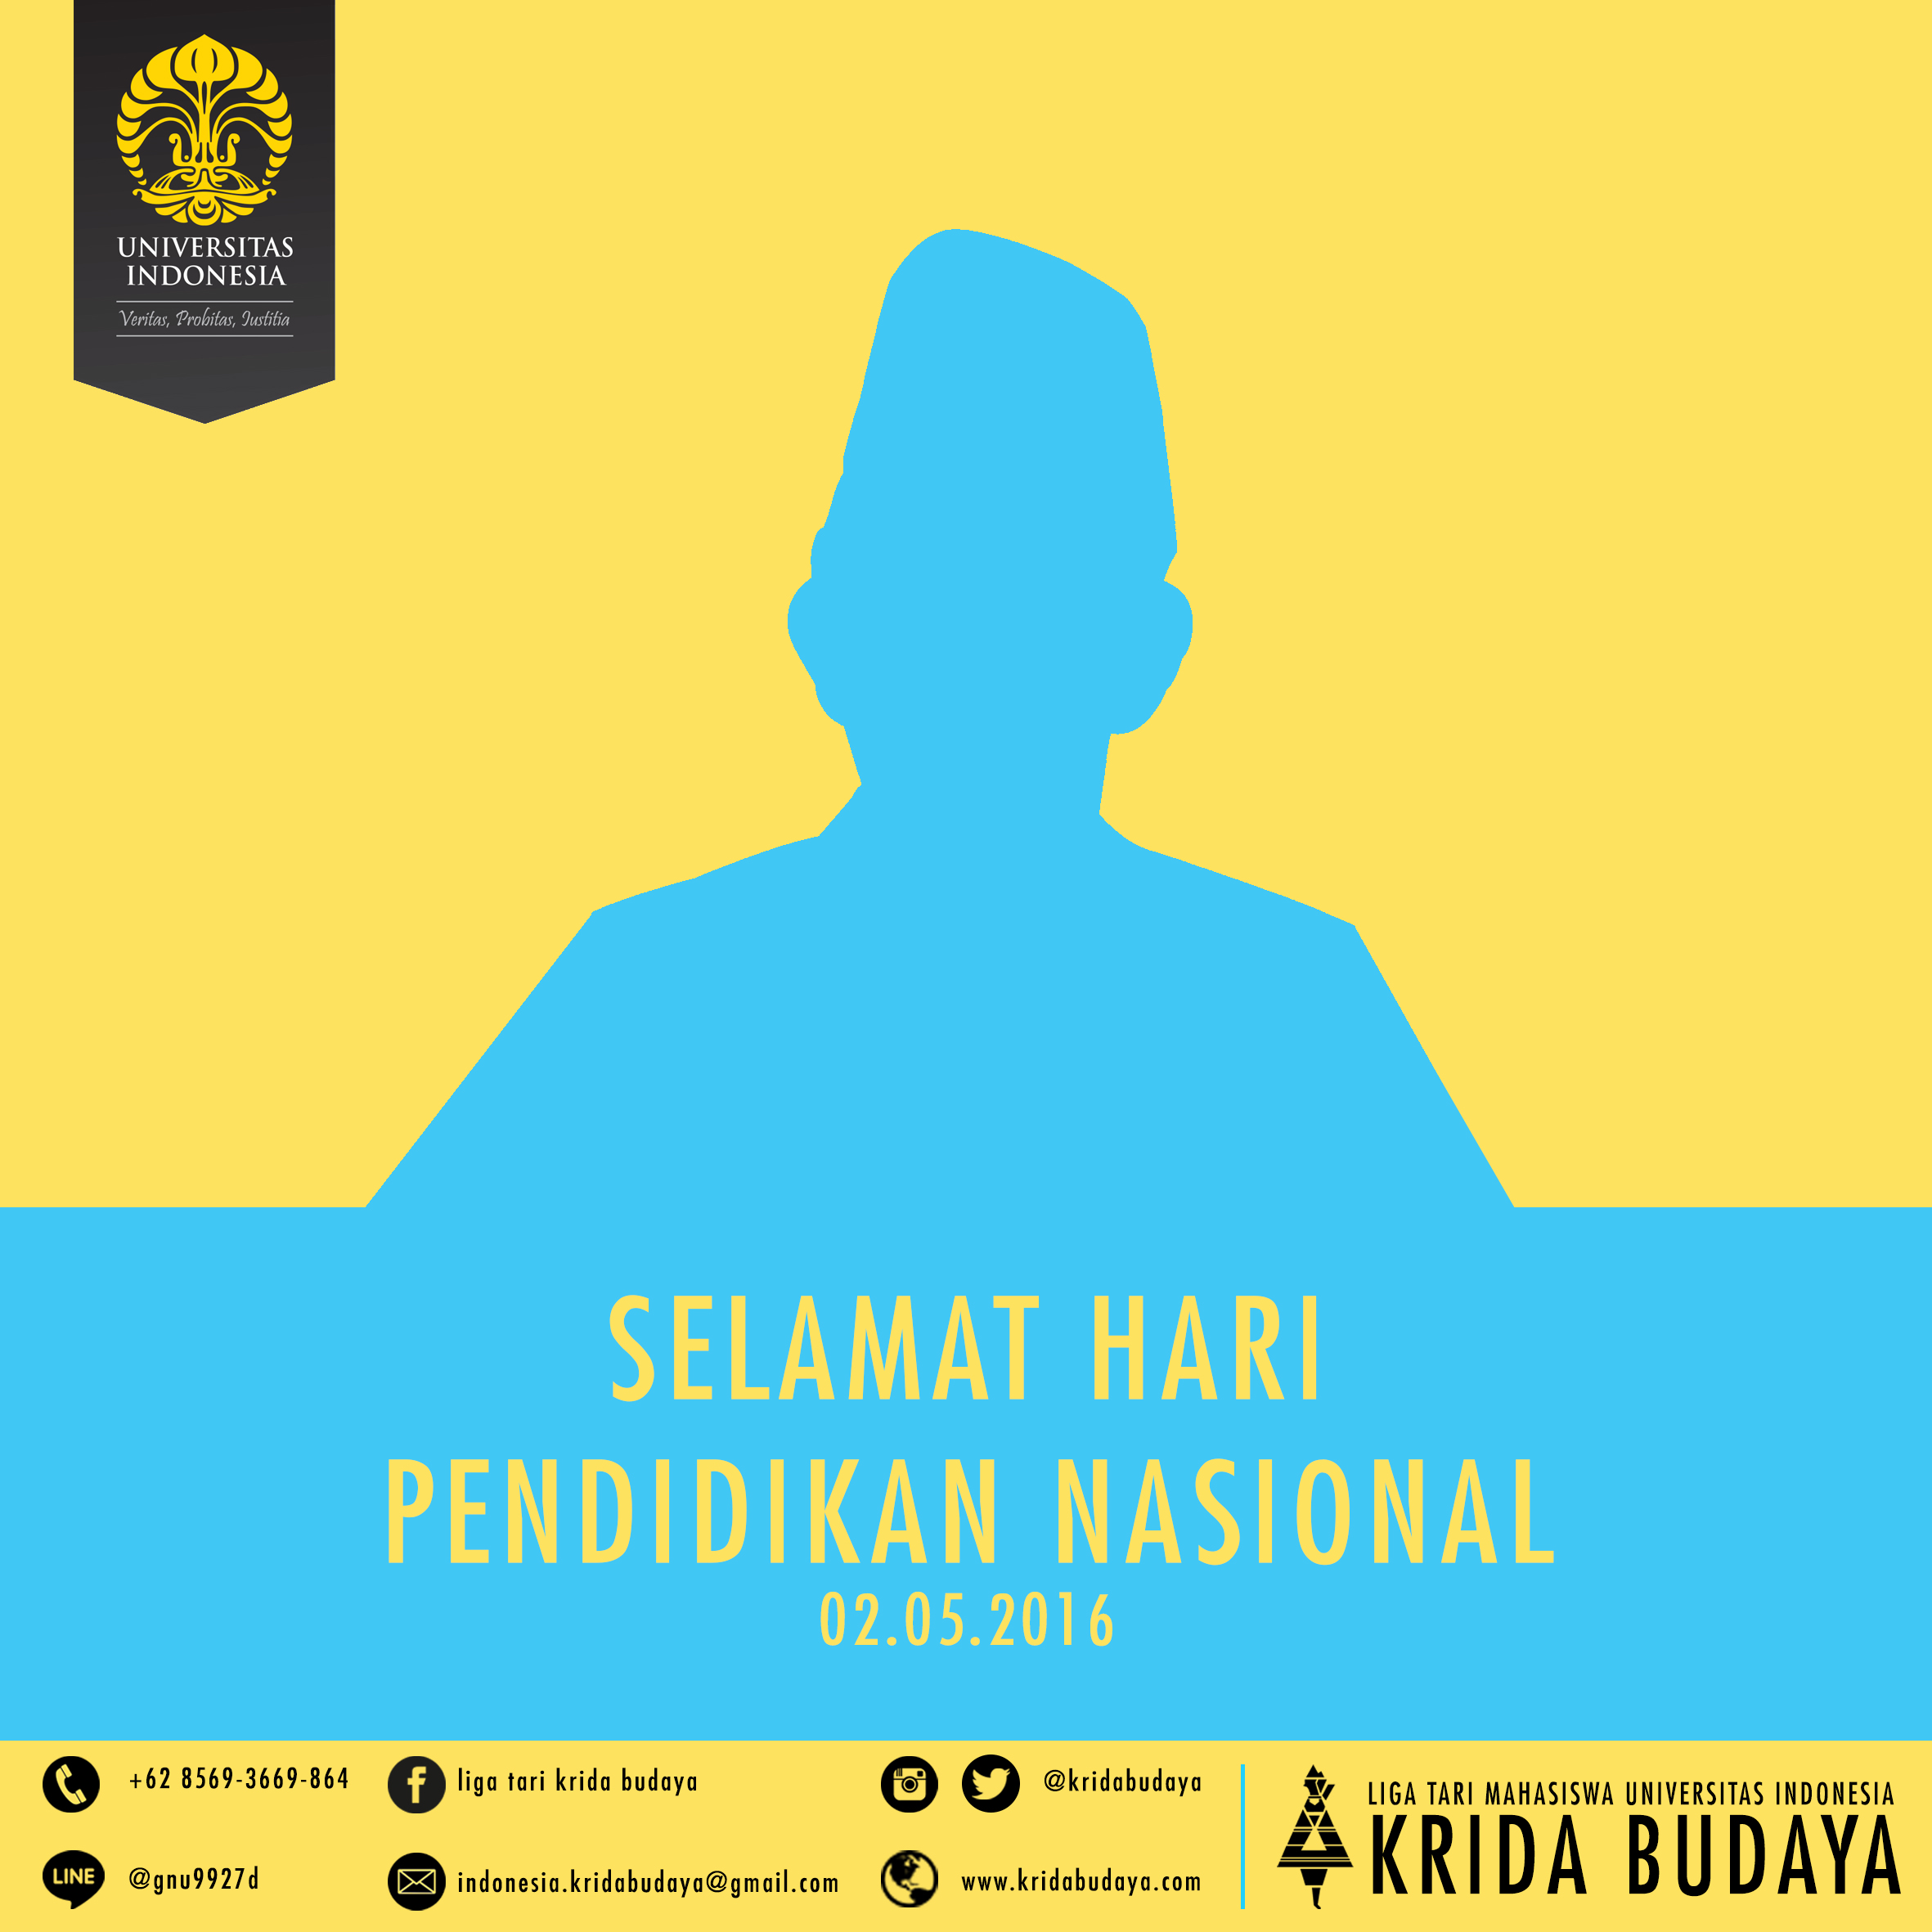 UNIVERSITAS
INDONESIA
Veritas, Probitas, Iustitia
SELAMAT HARI
PENDIDIKAN NASIONAL
02.05.2016
+62 8569-3669-864
liga tari krida budaya
@kridabudaya
LINE
@gnu9927d
indonesia.kridabudaya@gmail.com
www.kridabudaya.com
LIGA TARI MAHASISWA UNIVERSITAS INDONESIA
KRIDA BUDAYA